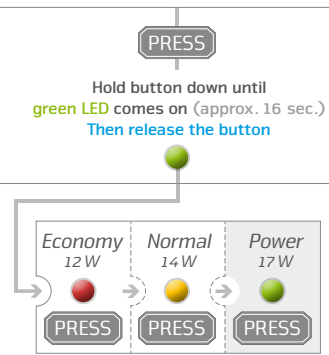 PRESS
Hold button down until
green LED comes on (approx. 16 sec.)
Then release the button
Economy Normal Power
12 W 14 W 17 W
PRESS PRESS PRESS